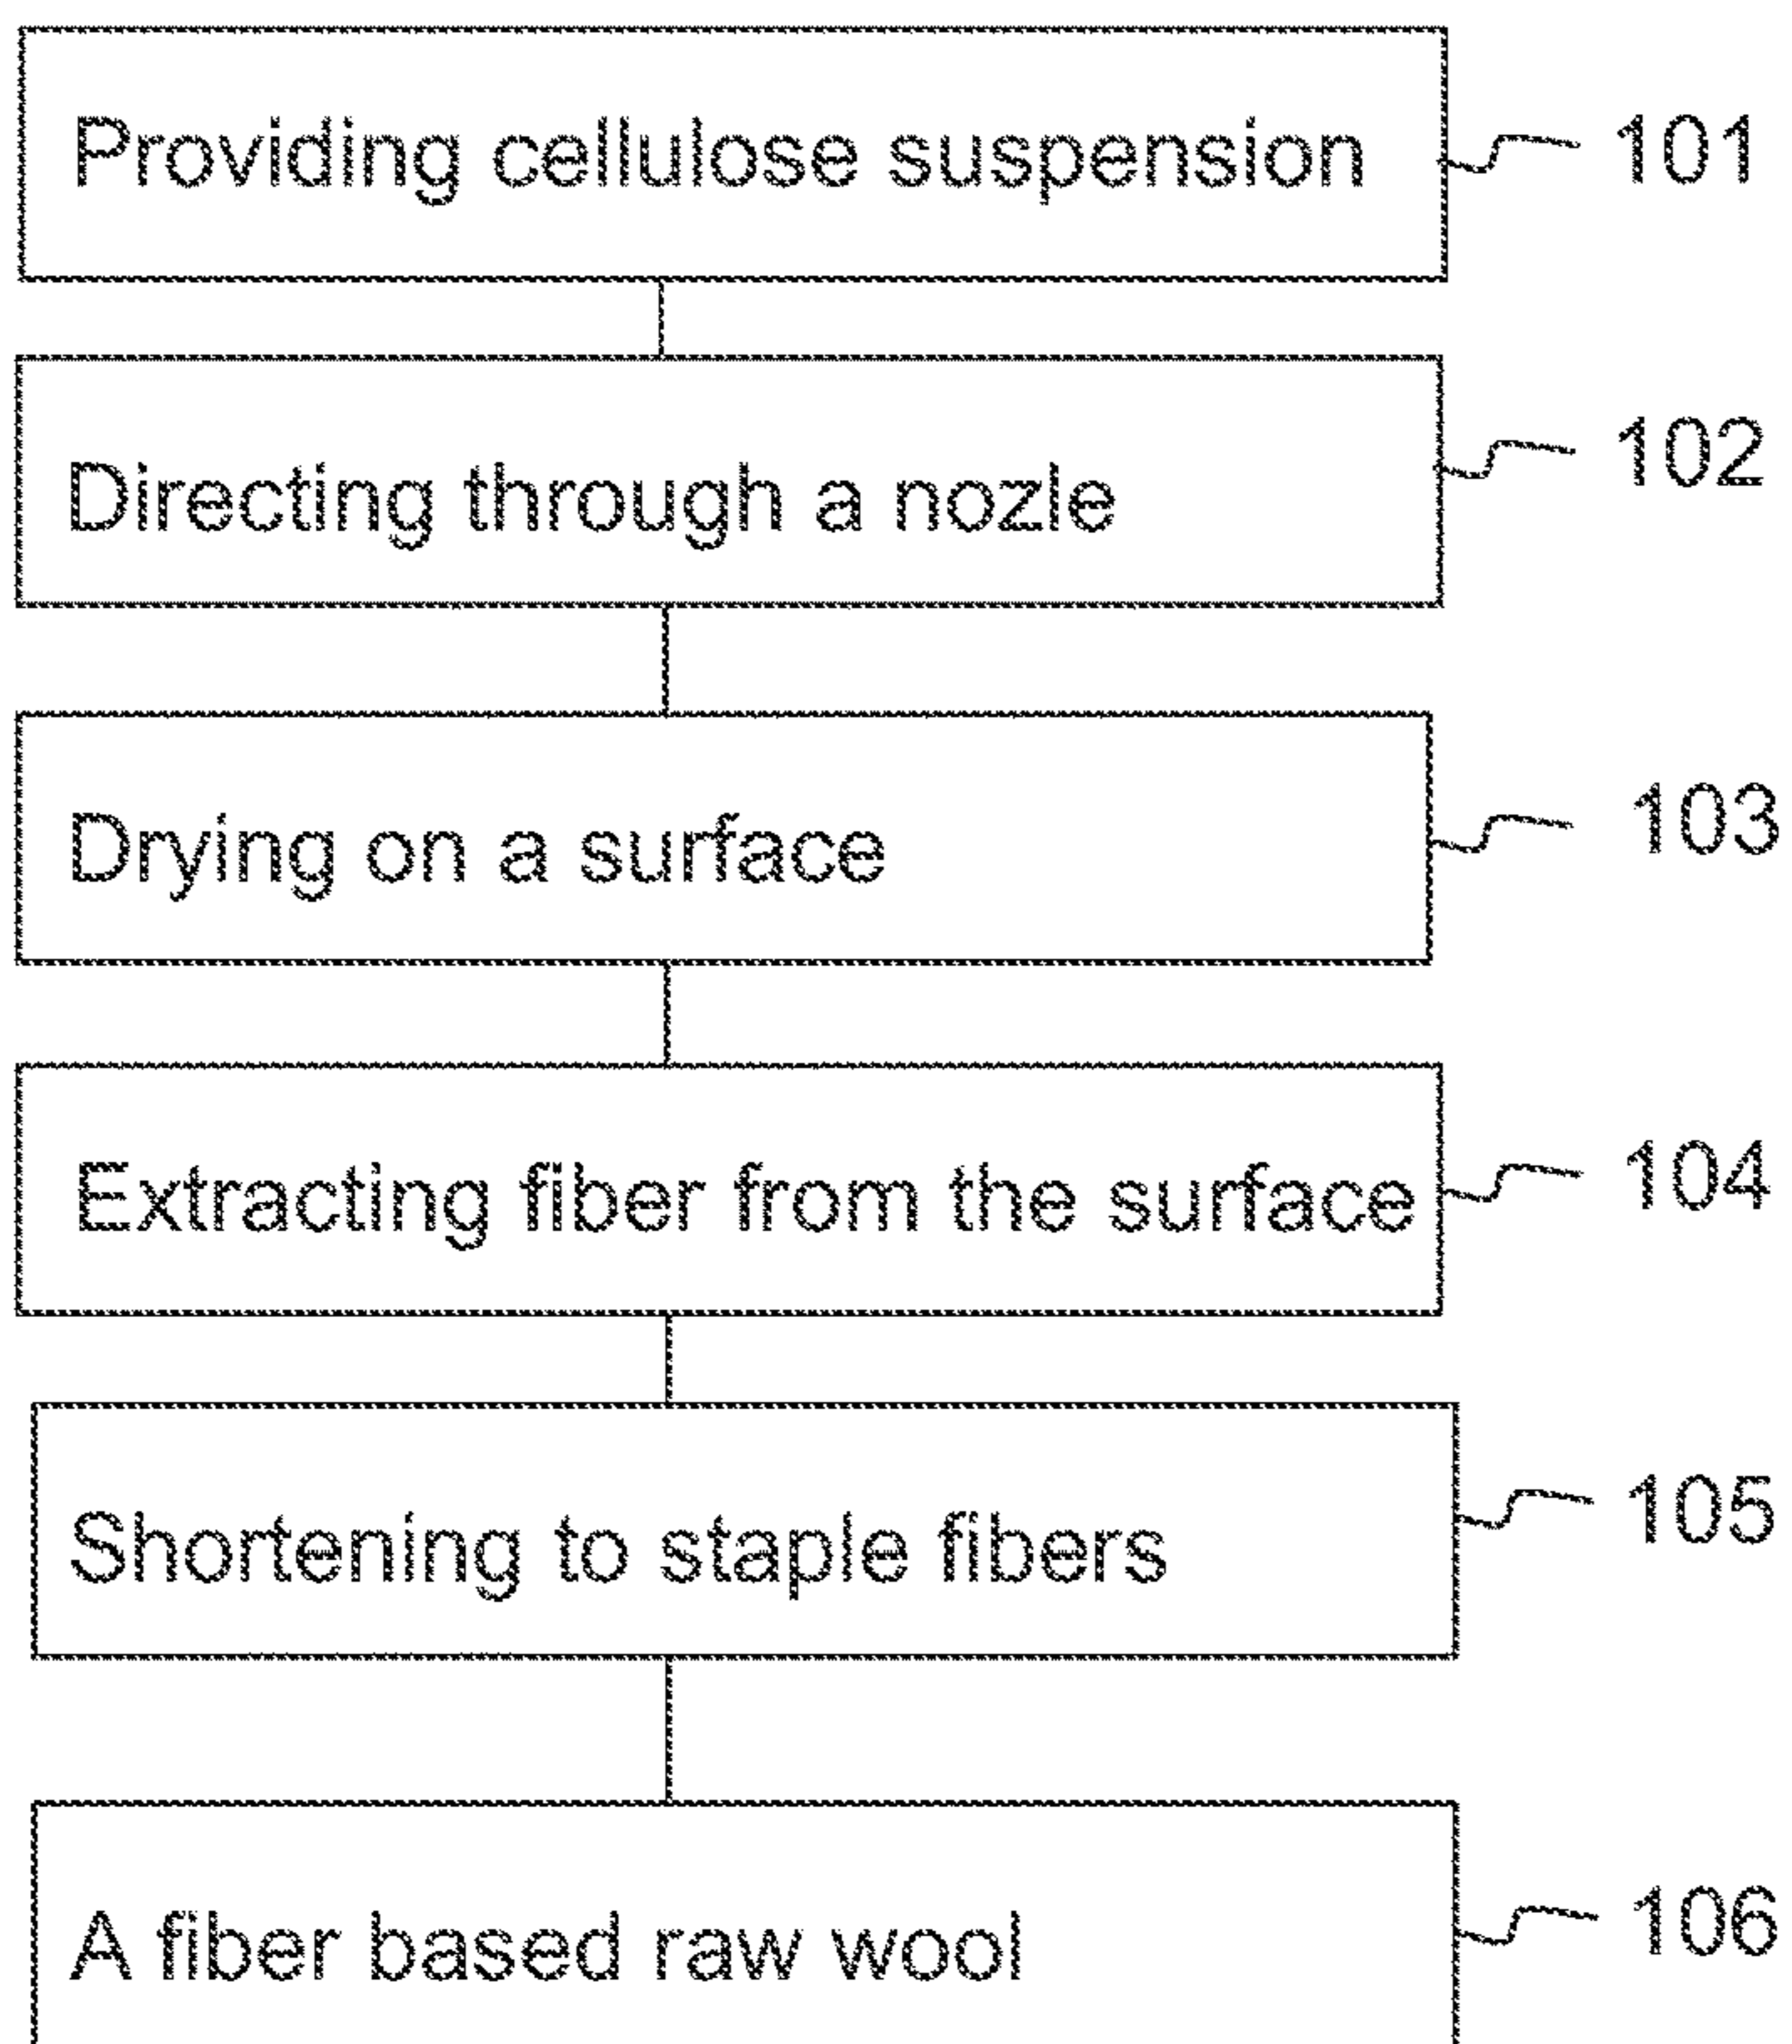 Providing cellulose suspension 101
Directing through a nozle 102
Drying on a surface 103
Extracting fiber from the surface 104
Shortening to staple fibers 105
A fiber based raw wool 106